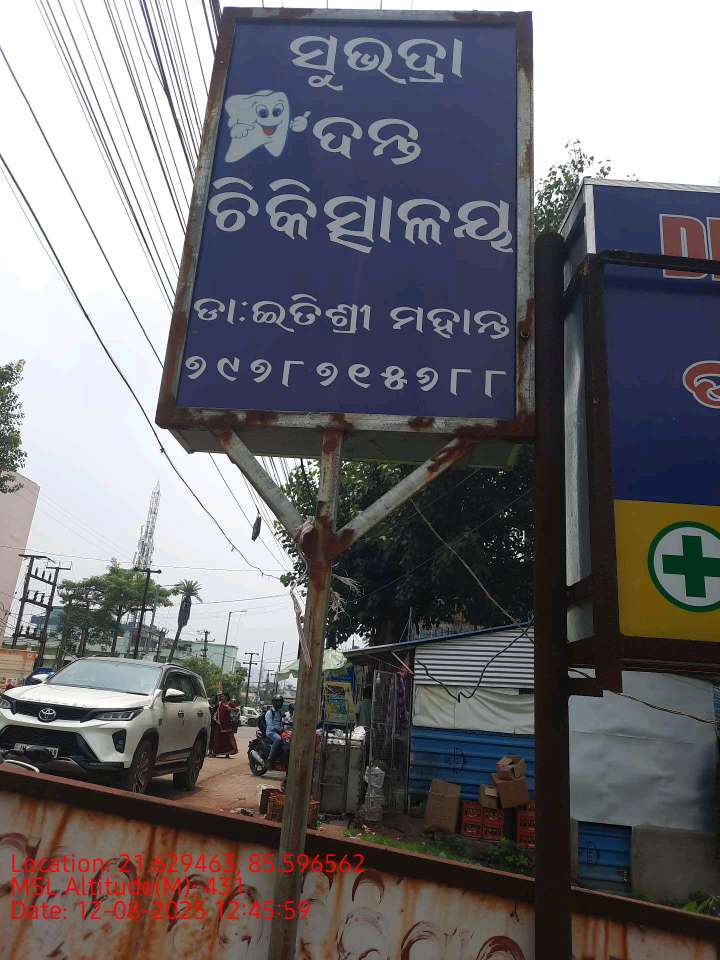 ସୁଭଦ୍ରା
ଦନ୍ତ
ଚିକିତ୍ସାଳୟ
ଡା:ଇତିଶ୍ରୀ ମହାନ୍ତ
୭୯୭୮୭୧୫୬୮୮
Location: 21.629463, 85.596562
MSL Altitude(M): 431
Date: 12-08-2025 12:45:59